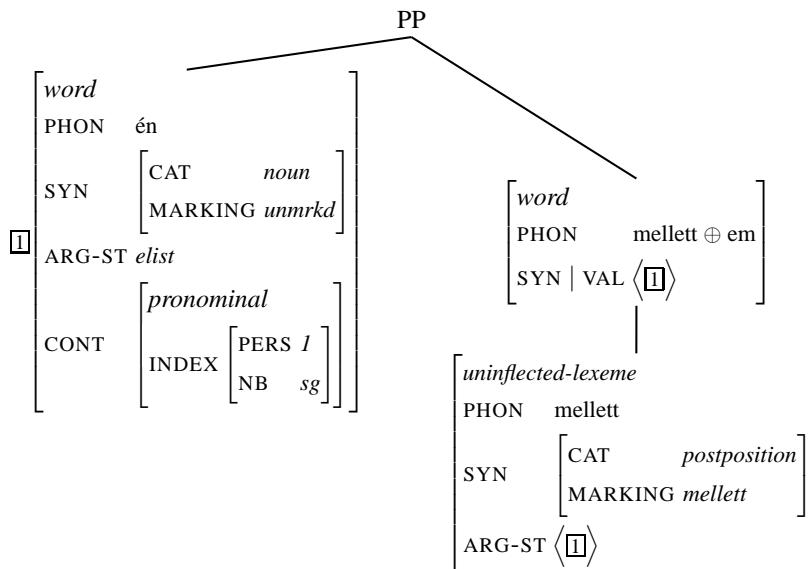 PP
word
PHON én
SYN CAT noun
MARKING unmrkd
1
ARG-ST elist
CONT pronominal
INDEX PERS 1
NB sg
word
PHON mellett ⊕ em
SYN | VAL ⟨1⟩
uninflected-lexeme
PHON mellett
SYN CAT postposition
MARKING mellett
ARG-ST ⟨1⟩